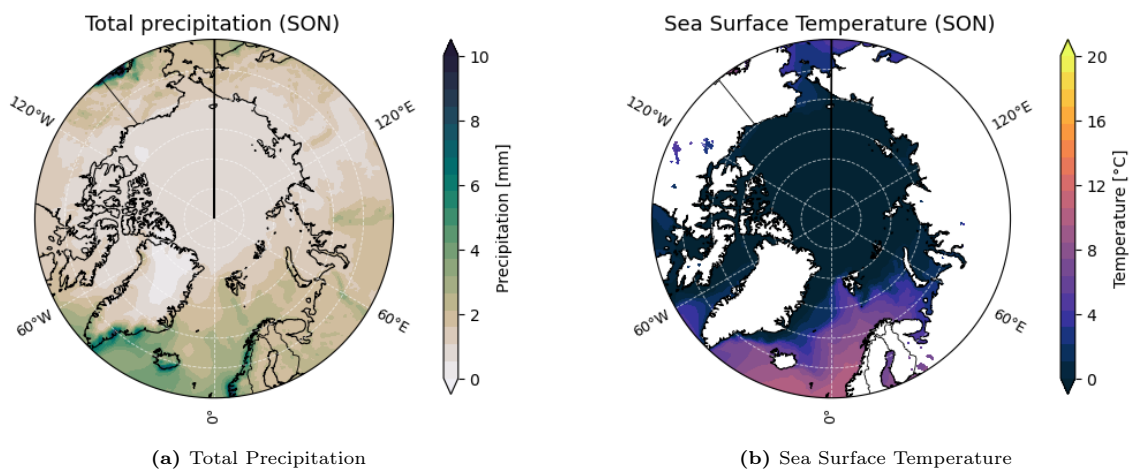 Total precipitation (SON)
120°W
120°E
60°W
60°E
0°
10
8
6
4
2
0
Precipitation [mm]
(a) Total Precipitation
Sea Surface Temperature (SON)
120°W
120°E
60°W
60°E
0°
20
16
12
8
4
0
Temperature [°C]
(b) Sea Surface Temperature